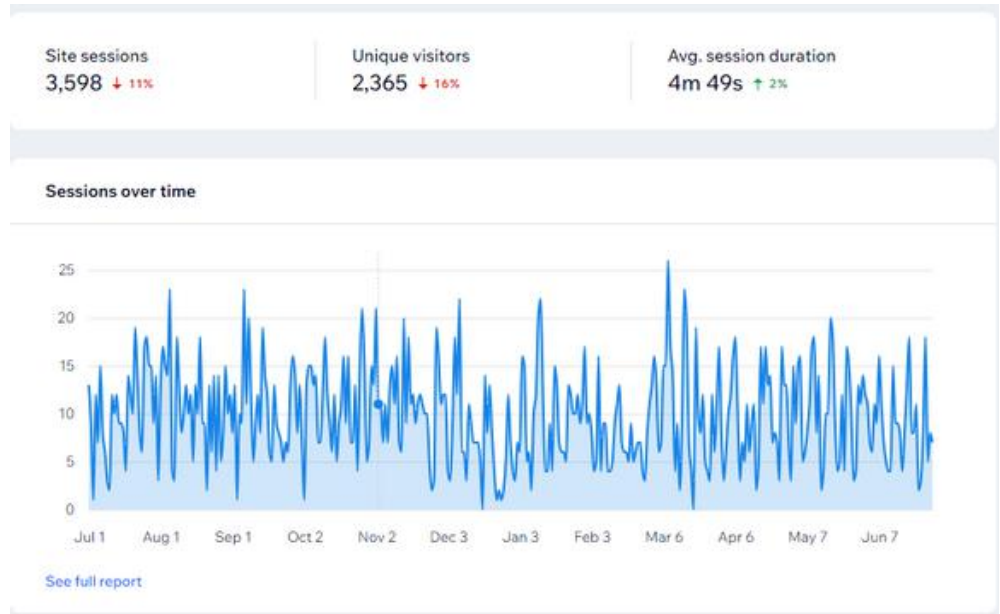 Site sessions
3,598 ↓ 11%
Unique visitors
2,365 ↓ 16%
Avg. session duration
4m 49s ↑ 2%
Sessions over time
25
20
15
10
5
0
Jul 1 Aug 1 Sep 1 Oct 2 Nov 2 Dec 3 Jan 3 Feb 3 Mar 6 Apr 6 May 7 Jun 7
See full report